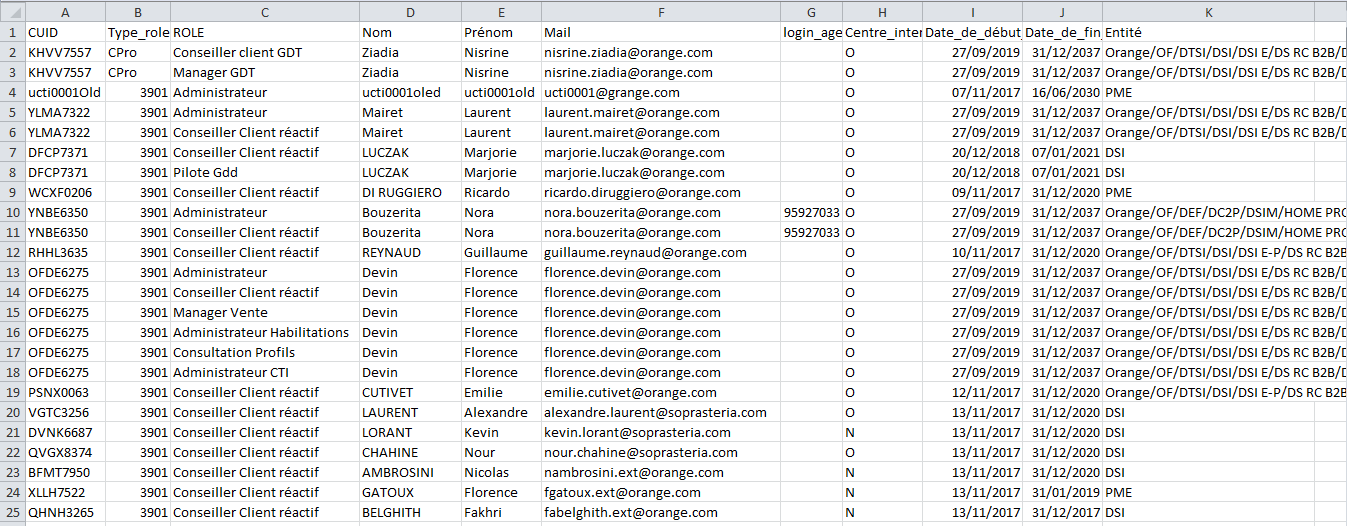 A B C D E F G H I J K
1 CUID Type_role ROLE Nom Prénom Mail login_age Centre_inter Date_de_début Date_de_fin_ Entité
2 KHVV7557 CPro Conseiller client GDT Ziadia Nisrine nisrine.ziadia@orange.com O 27/09/2019 31/12/2037 Orange/OF/DTSI/DSI/DSI E/DS RC B2B/D
3 KHVV7557 CPro Manager GDT Ziadia Nisrine nisrine.ziadia@orange.com O 27/09/2019 31/12/2037 Orange/OF/DTSI/DSI/DSI E/DS RC B2B/D
4 ucti0001Old 3901 Administrateur ucti0001oled ucti0001old ucti0001@grange.com O 07/11/2017 16/06/2030 PME
5 YLMA7322 3901 Administrateur Mairet Laurent laurent.mairet@orange.com O 27/09/2019 31/12/2037 Orange/OF/DTSI/DSI/DSI E/DS RC B2B/D
6 YLMA7322 3901 Conseiller Client réactif Mairet Laurent laurent.mairet@orange.com O 27/09/2019 31/12/2037 Orange/OF/DTSI/DSI/DSI E/DS RC B2B/D
7 DFCP7371 3901 Conseiller Client réactif LUCZAK Marjorie marjorie.luczak@orange.com O 20/12/2018 07/01/2021 DSI
8 DFCP7371 3901 Pilote Gdd LUCZAK Marjorie marjorie.luczak@orange.com O 20/12/2018 07/01/2021 DSI
9 WCXF0206 3901 Conseiller Client réactif DI RUGGIERO Ricardo ricardo.diruggiero@orange.com O 09/11/2017 31/12/2020 PME
10 YNBE6350 3901 Administrateur Bouzerita Nora nora.bouzerita@orange.com 95927033 O 27/09/2019 31/12/2037 Orange/OF/DEF/DC2P/DSIM/HOME PRO
11 YNBE6350 3901 Conseiller Client réactif Bouzerita Nora nora.bouzerita@orange.com 95927033 O 27/09/2019 31/12/2037 Orange/OF/DEF/DC2P/DSIM/HOME PRO
12 RHHL3635 3901 Conseiller Client réactif REYNAUD Guillaume guillaume.reynaud@orange.com O 10/11/2017 31/12/2020 Orange/OF/DTSI/DSI/DSI E-P/DS RC B2B
13 OFDE6275 3901 Administrateur Devin Florence florence.devin@orange.com O 27/09/2019 31/12/2037 Orange/OF/DTSI/DSI/DSI E/DS RC B2B/D
14 OFDE6275 3901 Conseiller Client réactif Devin Florence florence.devin@orange.com O 27/09/2019 31/12/2037 Orange/OF/DTSI/DSI/DSI E/DS RC B2B/D
15 OFDE6275 3901 Manager Vente Devin Florence florence.devin@orange.com O 27/09/2019 31/12/2037 Orange/OF/DTSI/DSI/DSI E/DS RC B2B/D
16 OFDE6275 3901 Administrateur Habilitations Devin Florence florence.devin@orange.com O 27/09/2019 31/12/2037 Orange/OF/DTSI/DSI/DSI E/DS RC B2B/D
17 OFDE6275 3901 Consultation Profils Devin Florence florence.devin@orange.com O 27/09/2019 31/12/2037 Orange/OF/DTSI/DSI/DSI E/DS RC B2B/D
18 OFDE6275 3901 Administrateur CTI Devin Florence florence.devin@orange.com O 27/09/2019 31/12/2037 Orange/OF/DTSI/DSI/DSI E/DS RC B2B/D
19 PSNX0063 3901 Conseiller Client réactif CUTIVET Emilie emilie.cutivet@orange.com O 12/11/2017 31/12/2020 Orange/OF/DTSI/DSI/DSI E-P/DS RC B2B
20 VGTC3256 3901 Conseiller Client réactif LAURENT Alexandre alexandre.laurent@soprasteria.com O 13/11/2017 31/12/2020 DSI
21 DVNK6687 3901 Conseiller Client réactif LORANT Kevin kevin.lorant@soprasteria.com N 13/11/2017 31/12/2020 DSI
22 QVGX8374 3901 Conseiller Client réactif CHAHINE Nour nour.chahine@soprasteria.com O 13/11/2017 31/12/2020 DSI
23 BFMT7950 3901 Conseiller Client réactif AMBROSINI Nicolas nambrosini.ext@orange.com N 13/11/2017 31/12/2020 DSI
24 XLLH7522 3901 Conseiller Client réactif GATOUX Florence fgatoux.ext@orange.com N 13/11/2017 31/01/2019 PME
25 QHNH3265 3901 Conseiller Client réactif BELGHITH Fakhri fabelghith.ext@orange.com N 13/11/2017 31/12/2017 DSI